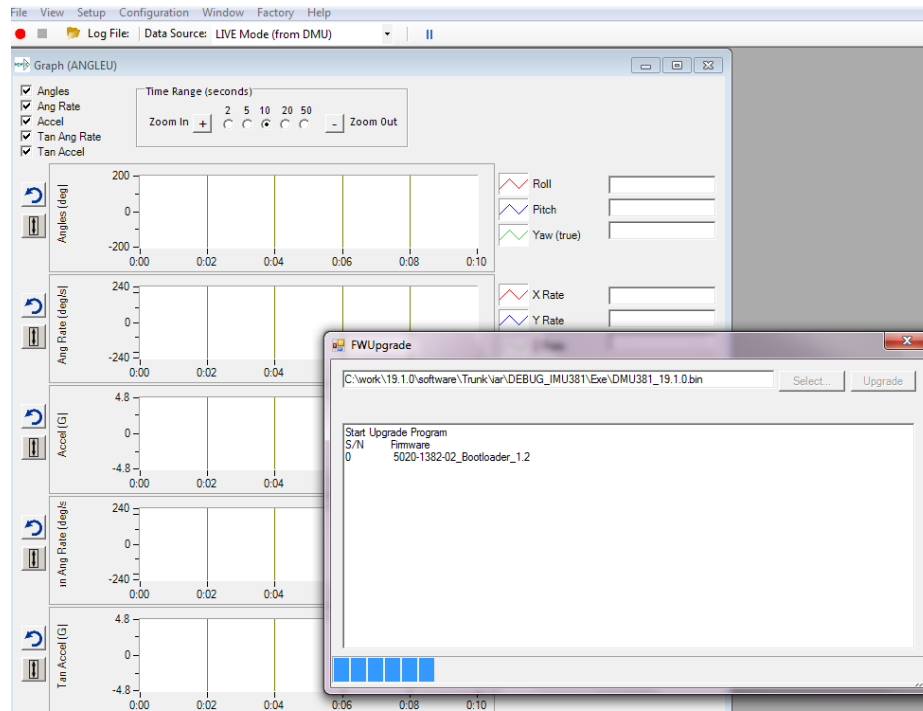 File View Setup Configuration Window Factory Help
Log File: Data Source: LIVE Mode (from DMU)
Graph (ANGLEU)
Angles
Ang Rate
Accel
Tan Ang Rate
Tan Accel
Time Range (seconds)
2 5 10 20 50
Zoom In + - Zoom Out
Angles (deg)
200
0
-200
0:00 0:02 0:04 0:06 0:08 0:10
Roll
Pitch
Yaw (true)
Ang Rate (deg/s)
240
0
-240
0:00 0:02 0:04
X Rate
Y Rate
Accel (G)
4.8
0
-4.8
0:00 0:02 0:04
ın Ang Rate (deg/s
240
0
-240
0:00 0:02 0:04
Tan Accel (G)
4.8
0
-4.8
0:00 0:02 0:04 0:06 0:08 0:10
FWUpgrade
C:\work\19.1.0\software\Trunk\iar\DEBUG_IMU381\Exe\DMU381_19.1.0.bin
Select... Upgrade
Start Upgrade Program
S/N Firmware
0 5020-1382-02_Bootloader_1.2